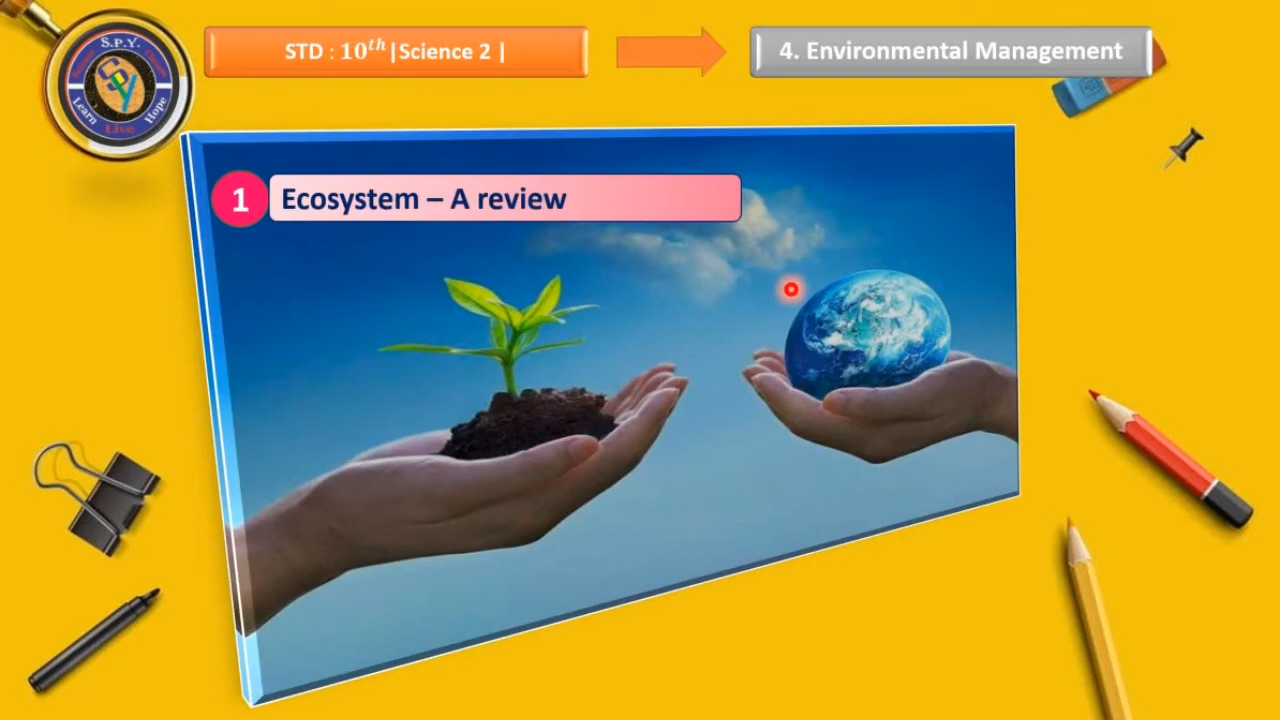 S.P.Y.
Learn
Live
Hope
STD : 10th |Science 2 |
4. Environmental Management
1 Ecosystem – A review